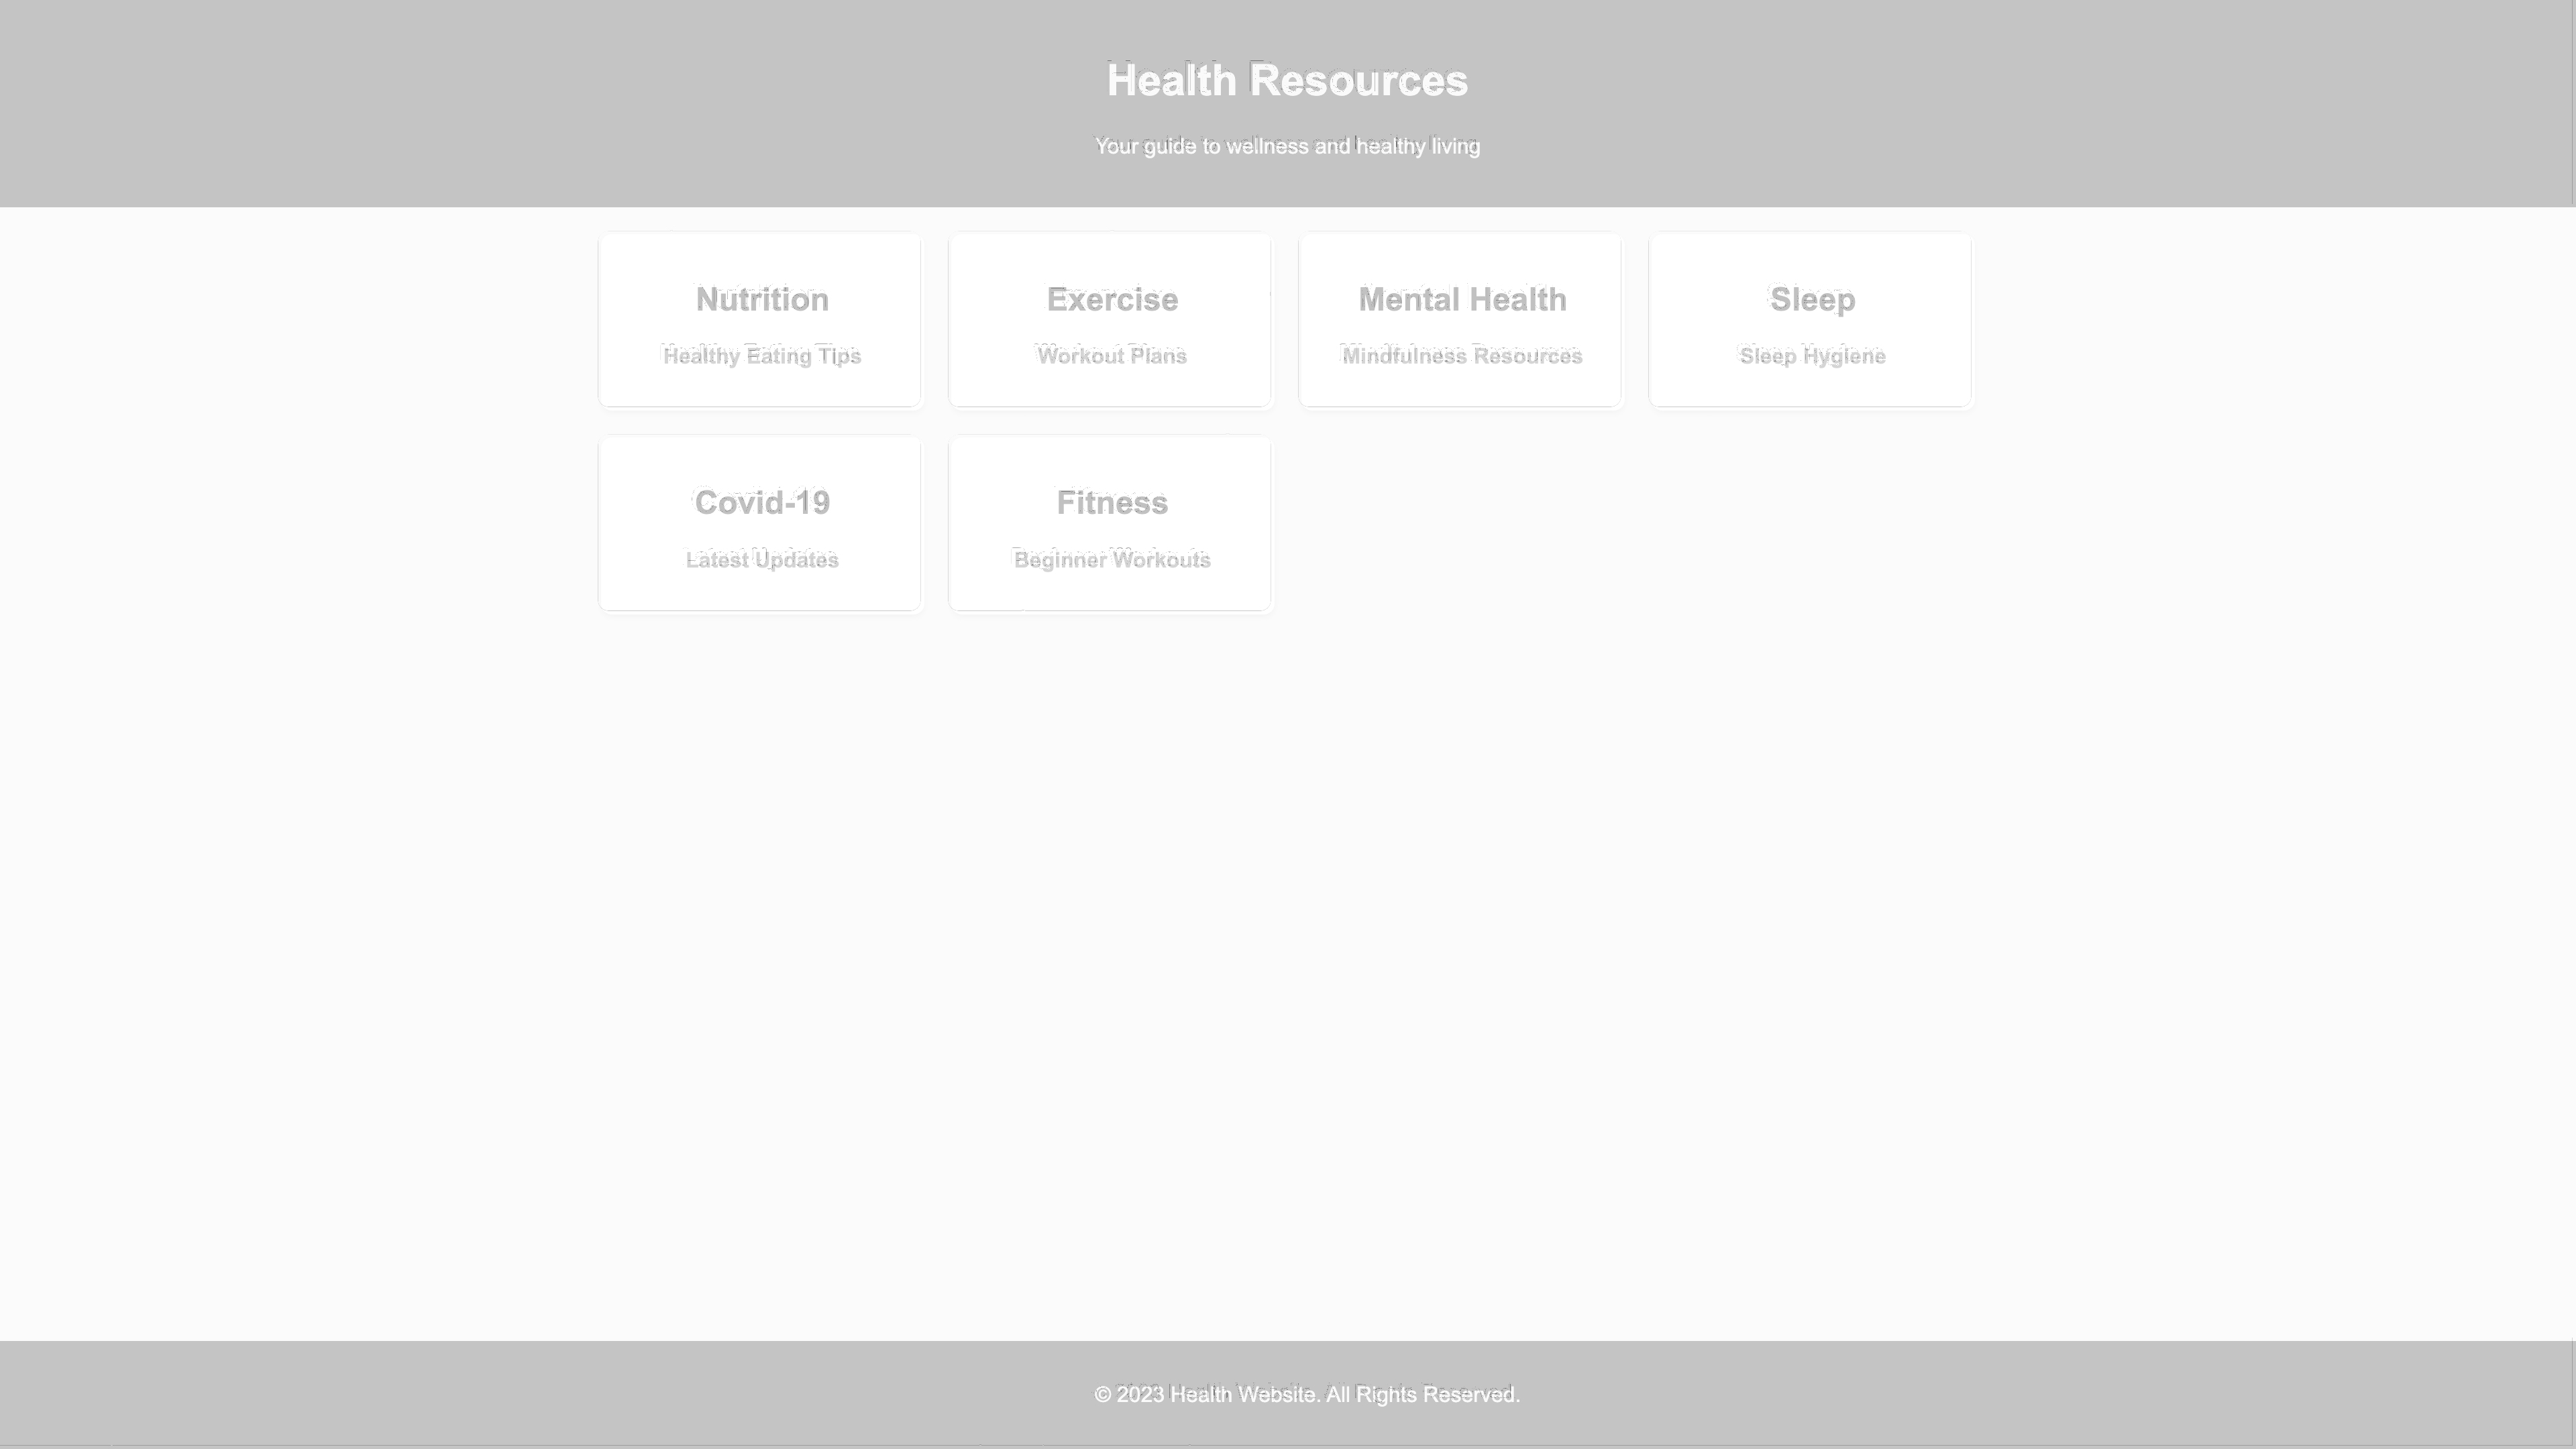 Health Resources
Your guide to wellness and healthy living
Nutrition
Healthy Eating Tips
Exercise
Workout Plans
Mental Health
Mindfulness Resources
Sleep
Sleep Hygiene
Covid-19
Latest Updates
Fitness
Beginner Workouts
© 2023 Health Website. All Rights Reserved.